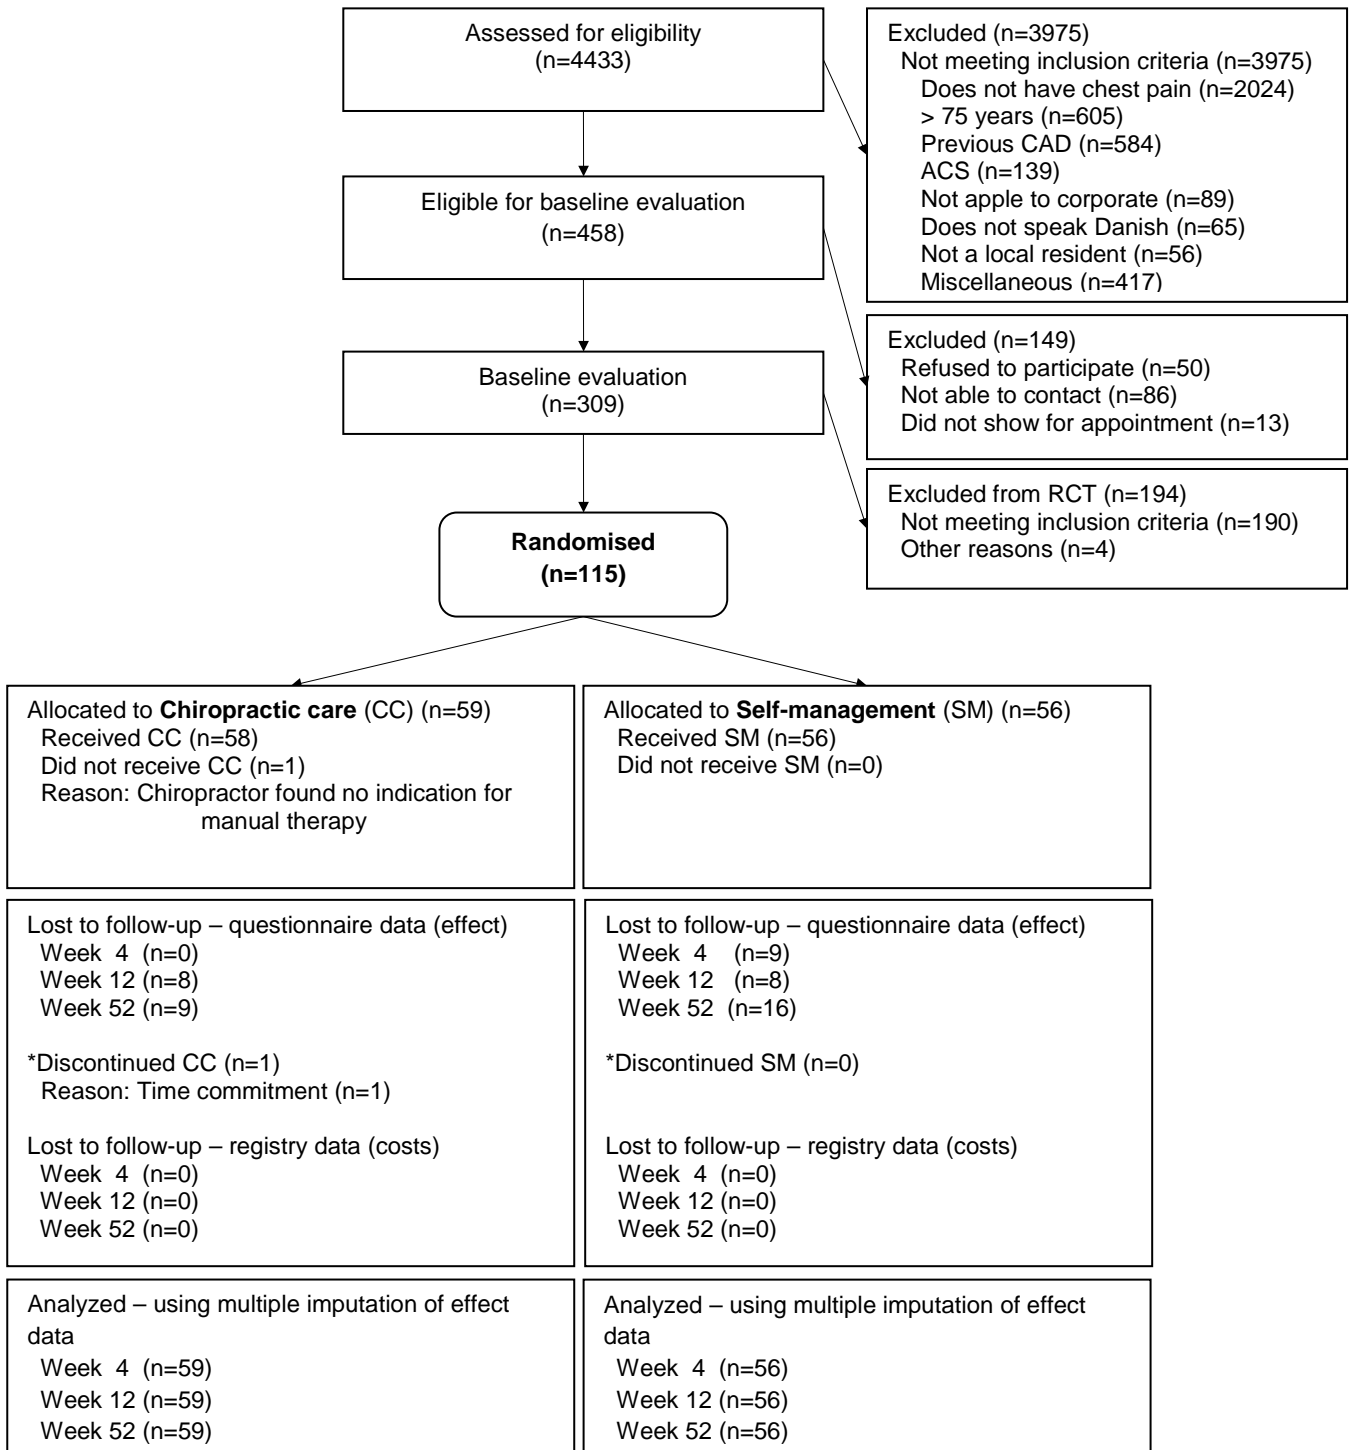 Assessed for eligibility
(n=4433)
Excluded (n=3975)
Not meeting inclusion criteria (n=3975)
Does not have chest pain (n=2024)
> 75 years (n=605)
Previous CAD (n=584)
ACS (n=139)
Not apple to corporate (n=89)
Does not speak Danish (n=65)
Not a local resident (n=56)
Miscellaneous (n=417)
Eligible for baseline evaluation
(n=458)
Excluded (n=149)
Refused to participate (n=50)
Not able to contact (n=86)
Did not show for appointment (n=13)
Baseline evaluation
(n=309)
Excluded from RCT (n=194)
Not meeting inclusion criteria (n=190)
Other reasons (n=4)
Randomised
(n=115)
Allocated to Chiropractic care (CC) (n=59)
Received CC (n=58)
Did not receive CC (n=1)
Reason: Chiropractor found no indication for
manual therapy
Allocated to Self-management (SM) (n=56)
Received SM (n=56)
Did not receive SM (n=0)
Lost to follow-up – questionnaire data (effect)
Week 4 (n=0)
Week 12 (n=8)
Week 52 (n=9)
*Discontinued CC (n=1)
Reason: Time commitment (n=1)
Lost to follow-up – registry data (costs)
Week 4 (n=0)
Week 12 (n=0)
Week 52 (n=0)
Lost to follow-up – questionnaire data (effect)
Week 4 (n=9)
Week 12 (n=8)
Week 52 (n=16)
*Discontinued SM (n=0)
Lost to follow-up – registry data (costs)
Week 4 (n=0)
Week 12 (n=0)
Week 52 (n=0)
Analyzed – using multiple imputation of effect
data
Week 4 (n=59)
Week 12 (n=59)
Week 52 (n=59)
Analyzed – using multiple imputation of effect
data
Week 4 (n=56)
Week 12 (n=56)
Week 52 (n=56)